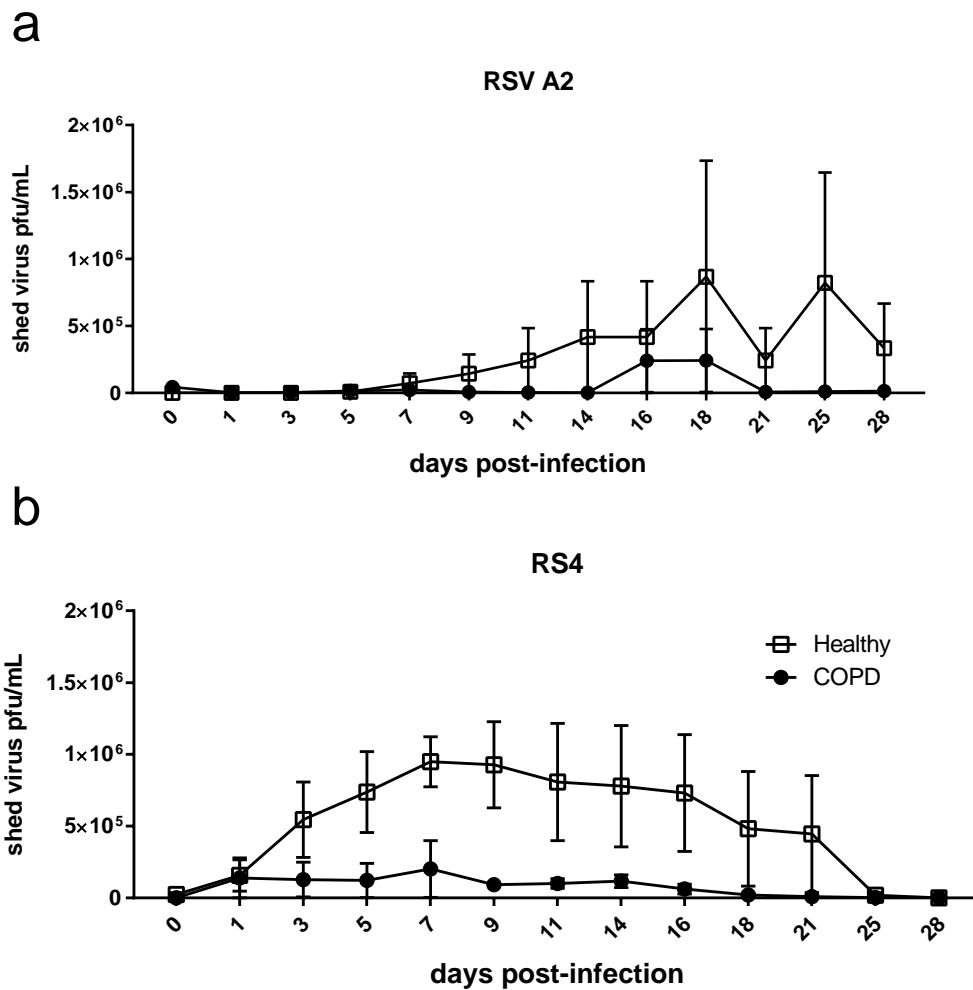 a
RSV A2
shed virus pfu/mL
2×10⁶
1.5×10⁶
1×10⁶
5×10⁵
0
0 1 3 5 7 9 11 14 16 18 21 25 28
days post-infection
b
RS4
shed virus pfu/mL
2×10⁶
1.5×10⁶
1×10⁶
5×10⁵
0
Healthy
COPD
0 1 3 5 7 9 11 14 16 18 21 25 28
days post-infection